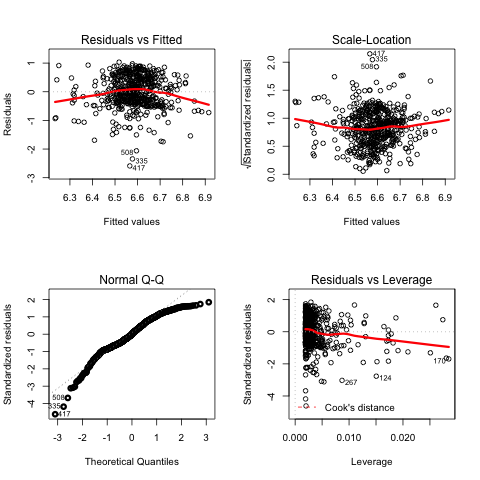 Residuals vs Fitted
Residuals
1
0
-1
-2
-3
508
335
417
6.3 6.4 6.5 6.6 6.7 6.8 6.9
Fitted values
Scale-Location
√|Standardized residuals|
2.0
1.5
1.0
0.5
0.0
417
335
508
6.3 6.4 6.5 6.6 6.7 6.8 6.9
Fitted values
Normal Q-Q
Standardized residuals
2
1
0
-1
-2
-3
-4
508
335
417
-3 -2 -1 0 1 2 3
Theoretical Quantiles
Residuals vs Leverage
Standardized residuals
2
0
-2
-4
170
124
267
Cook's distance
0.000 0.010 0.020
Leverage